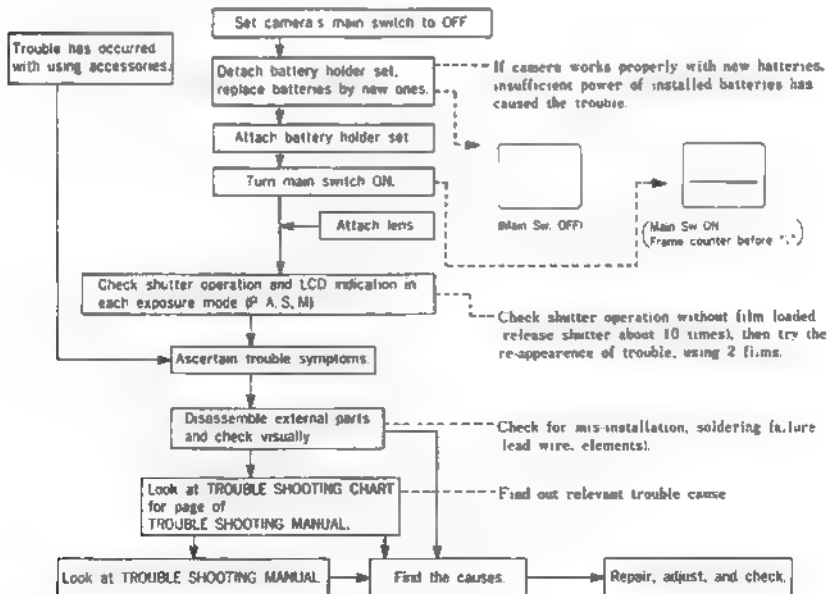 Set camera's main switch to OFF
Trouble has occurred
with using accessories.
Detach battery holder set,
replace batteries by new ones.
If camera works properly with new batteries,
insufficient power of installed batteries has
caused the trouble.
Attach battery holder set
Turn main switch ON.
(Main Sw. OFF)
(Main Sw ON
Frame counter before
Attach lens
Check shutter operation and LCD indication in
each exposure mode (P A, S, M)
Check shutter operation without film loaded
release shutter about 10 times), then try the
re-appearence of trouble, using 2 films.
Ascertain trouble symptoms.
Disassemble external parts
and check visually
Check for mis-installation, soldering failure
lead wire, elements).
Look at TROUBLE SHOOTING CHART
for page of
TROUBLE SHOOTING MANUAL.
Find out relevant trouble cause
Look at TROUBLE SHOOTING MANUAL
Find the causes.
Repair, adjust, and check.